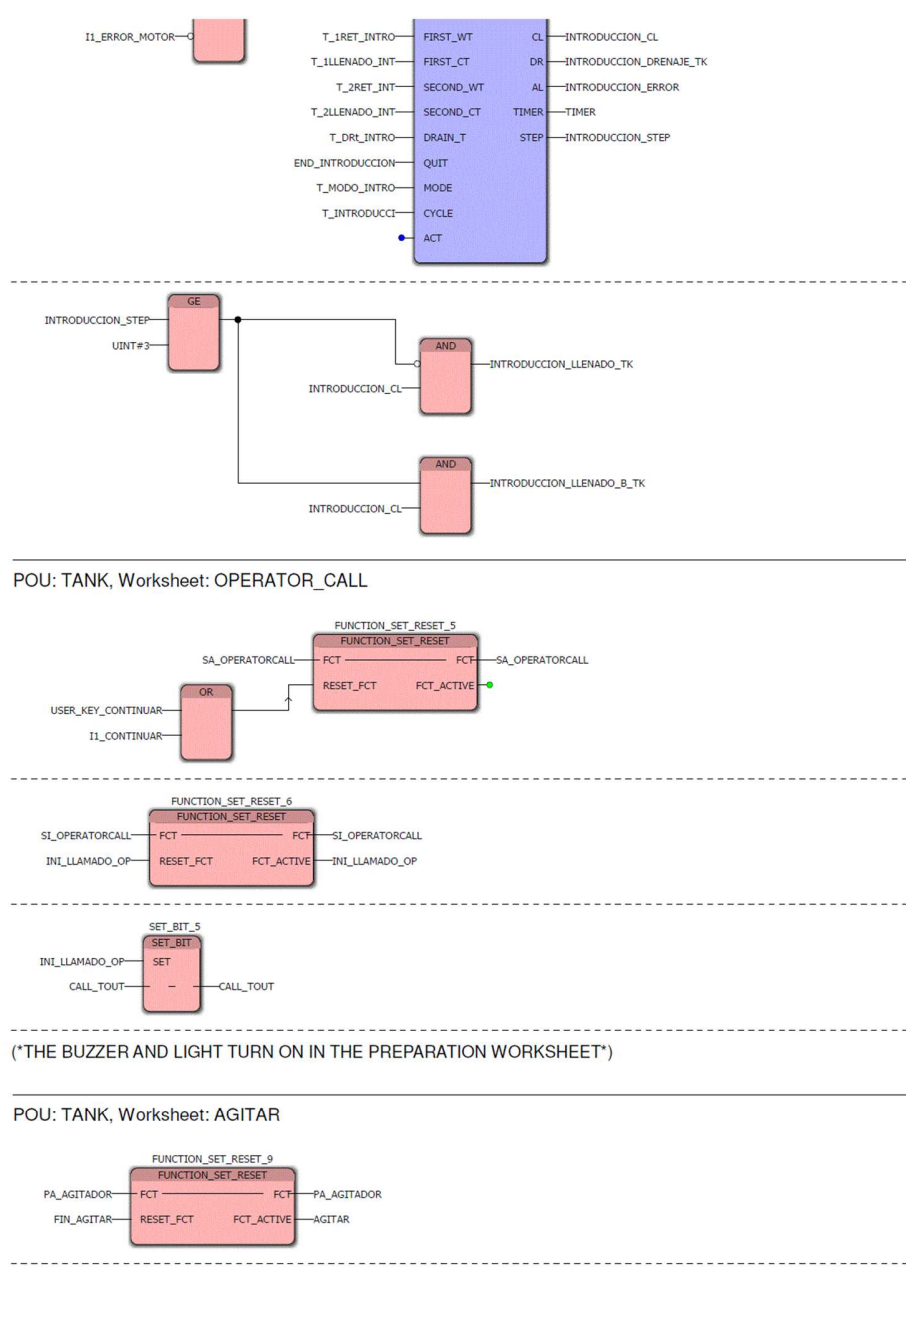 I1_ERROR_MOTOR
T_1RET_INTRO FIRST_WT CL INTRODUCCION_CL
T_1LLENADO_INT FIRST_CT DR INTRODUCCION_DRENAJE_TK
T_2RET_INT SECOND_WT AL INTRODUCCION_ERROR
T_2LLENADO_INT SECOND_CT TIMER TIMER
T_DRt_INTRO DRAIN_T STEP INTRODUCCION_STEP
END_INTRODUCCION QUIT
T_MODO_INTRO MODE
T_INTRODUCCI CYCLE
ACT
GE
INTRODUCCION_STEP
UINT#3
AND
INTRODUCCION_LLENADO_TK
INTRODUCCION_CL
AND
INTRODUCCION_LLENADO_B_TK
INTRODUCCION_CL
POU: TANK, Worksheet: OPERATOR_CALL
FUNCTION_SET_RESET_5
FUNCTION_SET_RESET
SA_OPERATORCALL FCT FCT SA_OPERATORCALL
RESET_FCT FCT_ACTIVE
OR
USER_KEY_CONTINUAR
I1_CONTINUAR
FUNCTION_SET_RESET_6
FUNCTION_SET_RESET
SI_OPERATORCALL FCT FCT SI_OPERATORCALL
INI_LLAMADO_OP RESET_FCT FCT_ACTIVE INI_LLAMADO_OP
SET_BIT_5
SET_BIT
INI_LLAMADO_OP SET
CALL_TOUT – CALL_TOUT
(*THE BUZZER AND LIGHT TURN ON IN THE PREPARATION WORKSHEET*)
POU: TANK, Worksheet: AGITAR
FUNCTION_SET_RESET_9
FUNCTION_SET_RESET
PA_AGITADOR FCT FCT PA_AGITADOR
FIN_AGITAR RESET_FCT FCT_ACTIVE AGITAR